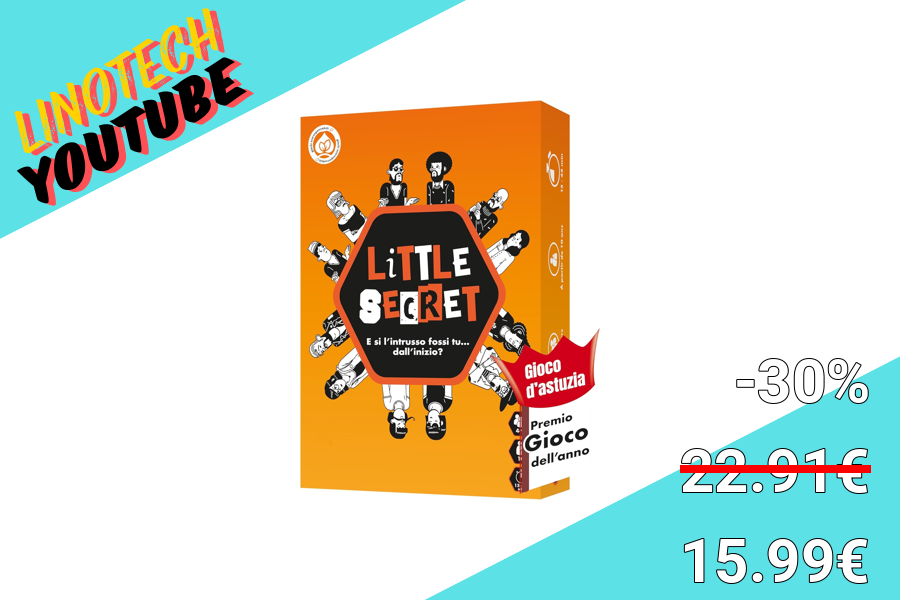 LINOTECH
YOUTUBE
LiTTLE
SECRET
E si l'intrusso fossi tu...
dall'inizio?
Gioco
d'astuzia
Premio
Gioco
dell'anno
-30%
22.91€
15.99€